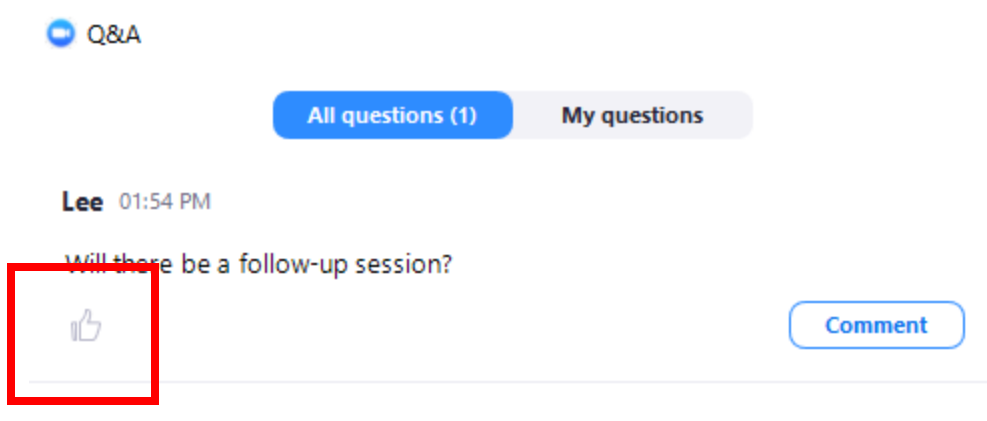 Q&A
All questions (1) My questions
Lee 01:54 PM
Will there be a follow-up session?
Comment